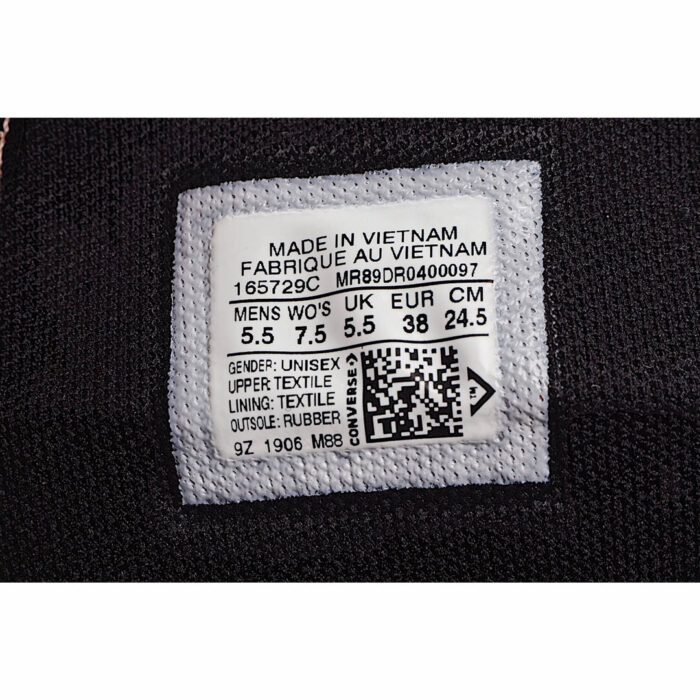 MADE IN VIETNAM
FABRIQUE AU VIETNAM
165729C MR89DR0400097
MENS WO'S UK EUR CM
5.5 7.5 5.5 38 24.5
GENDER: UNISEX
UPPER: TEXTILE
LINING: TEXTILE
OUTSOLE: RUBBER
9Z 1906 M88
CONVERSE
TM